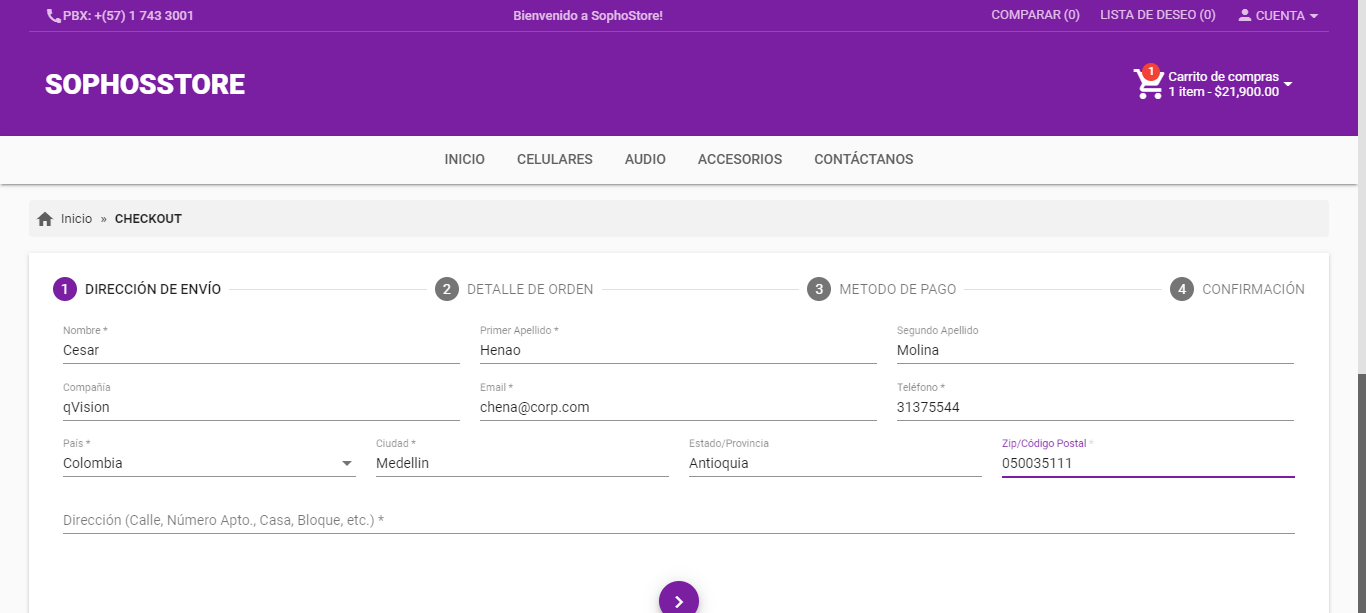 PBX: +(57) 1 743 3001 Bienvenido a SophoStore! COMPARAR (0) LISTA DE DESEO (0) CUENTA
SOPHOSSTORE
1
Carrito de compras
1 item - $21,900.00
INICIO CELULARES AUDIO ACCESORIOS CONTÁCTANOS
Inicio » CHECKOUT
1 DIRECCIÓN DE ENVÍO 2 DETALLE DE ORDEN 3 METODO DE PAGO 4 CONFIRMACIÓN
Nombre * Primer Apellido * Segundo Apellido
Cesar Henao Molina
Compañía Email * Teléfono *
qVision chena@corp.com 31375544
País * Ciudad * Estado/Provincia Zip/Código Postal *
Colombia Medellin Antioquia 050035111
Dirección (Calle, Número Apto., Casa, Bloque, etc.) *